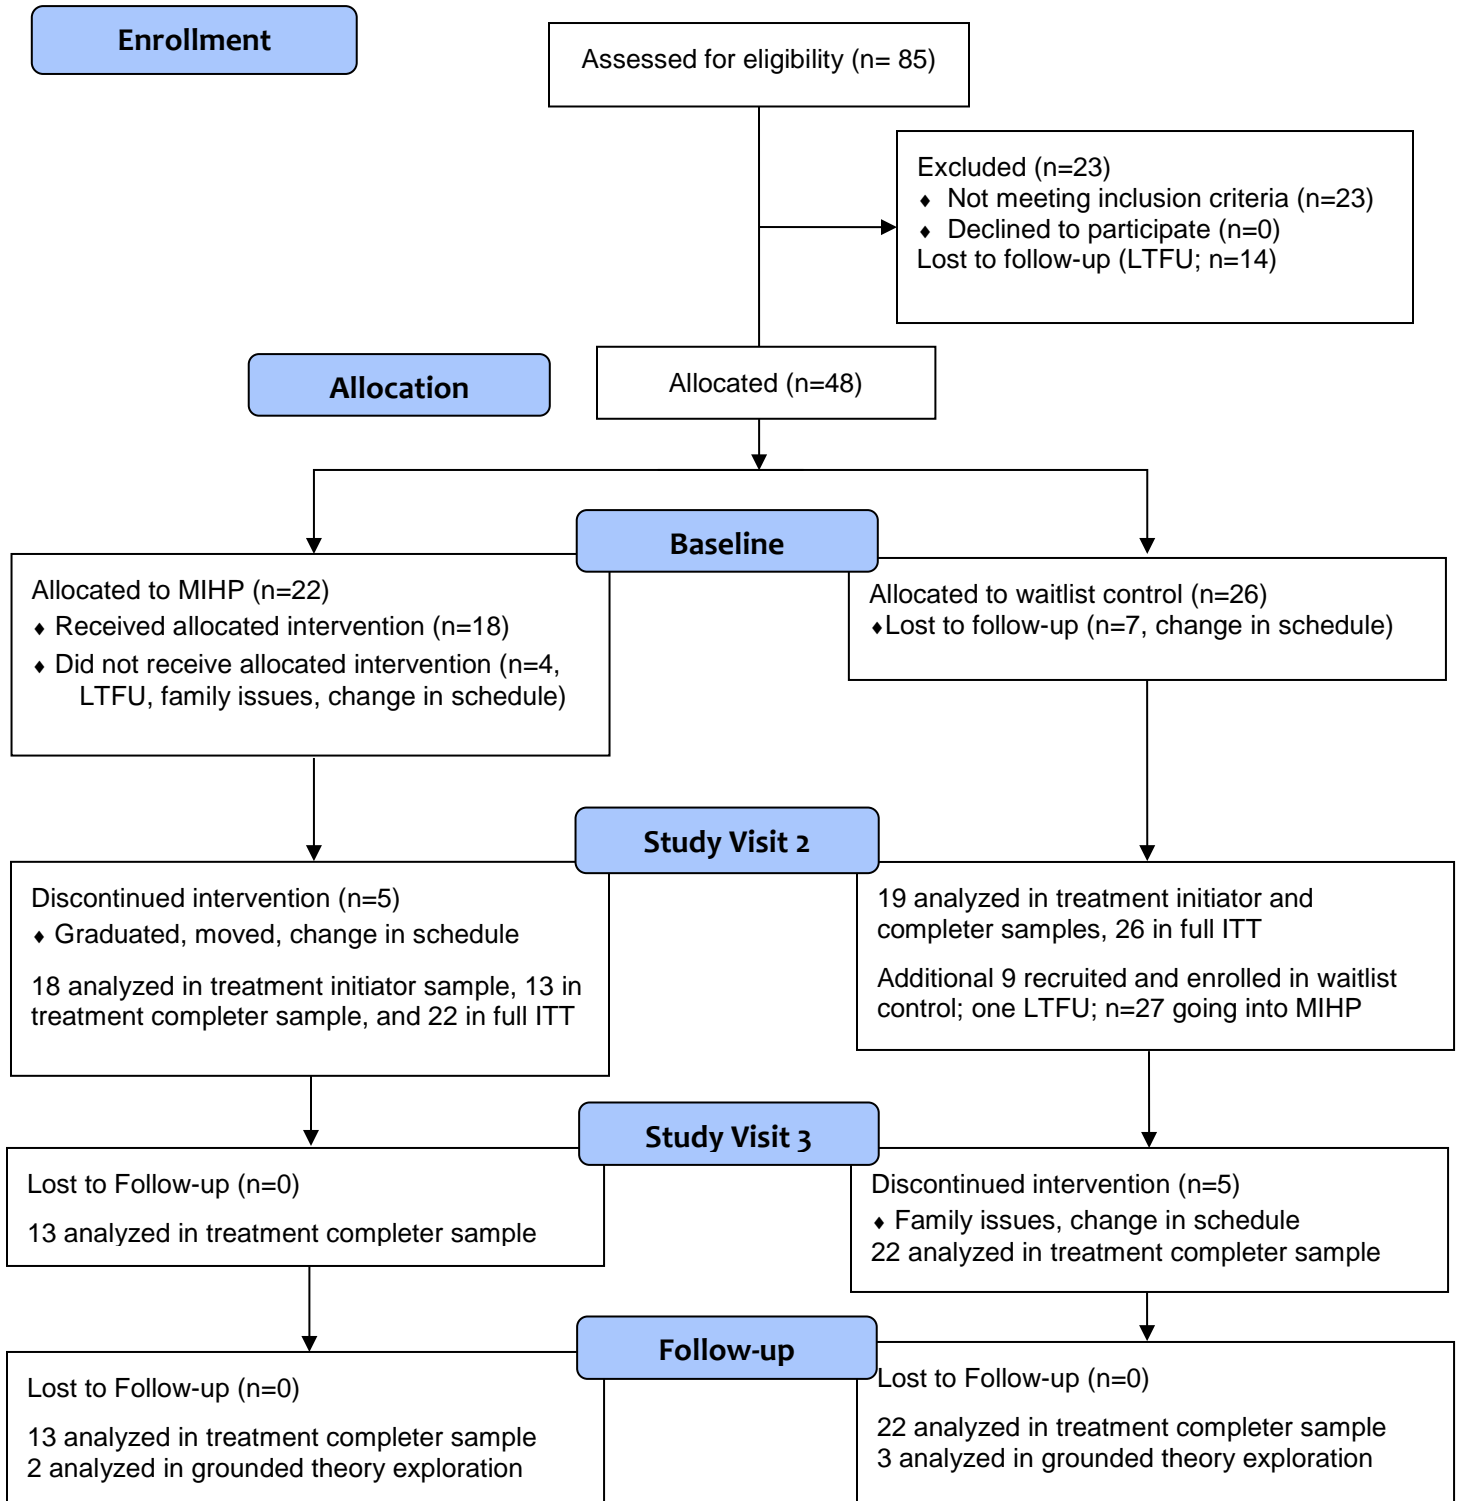 Enrollment
Assessed for eligibility (n= 85)
Excluded (n=23)
♦ Not meeting inclusion criteria (n=23)
♦ Declined to participate (n=0)
Lost to follow-up (LTFU; n=14)
Allocation
Allocated (n=48)
Baseline
Allocated to MIHP (n=22)
♦ Received allocated intervention (n=18)
♦ Did not receive allocated intervention (n=4,
LTFU, family issues, change in schedule)
Allocated to waitlist control (n=26)
♦Lost to follow-up (n=7, change in schedule)
Study Visit 2
Discontinued intervention (n=5)
♦ Graduated, moved, change in schedule
18 analyzed in treatment initiator sample, 13 in
treatment completer sample, and 22 in full ITT
19 analyzed in treatment initiator and
completer samples, 26 in full ITT
Additional 9 recruited and enrolled in waitlist
control; one LTFU; n=27 going into MIHP
Study Visit 3
Lost to Follow-up (n=0)
13 analyzed in treatment completer sample
Discontinued intervention (n=5)
♦ Family issues, change in schedule
22 analyzed in treatment completer sample
Follow-up
Lost to Follow-up (n=0)
13 analyzed in treatment completer sample
2 analyzed in grounded theory exploration
Lost to Follow-up (n=0)
22 analyzed in treatment completer sample
3 analyzed in grounded theory exploration